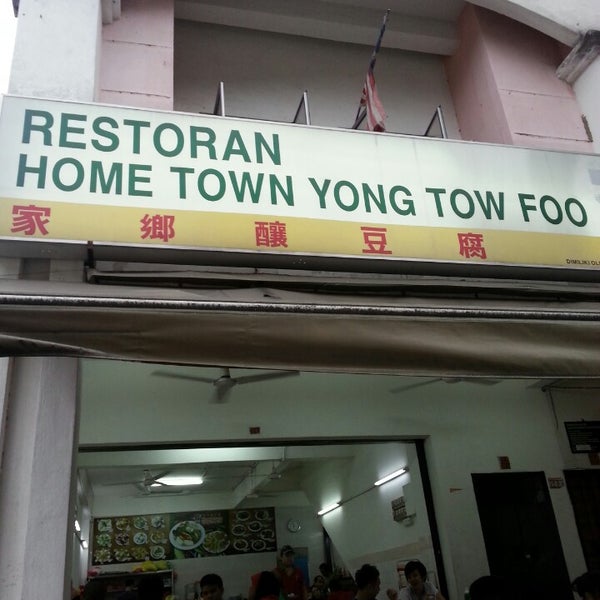 RESTORAN
HOME TOWN YONG TOW FOO
家鄉釀豆腐